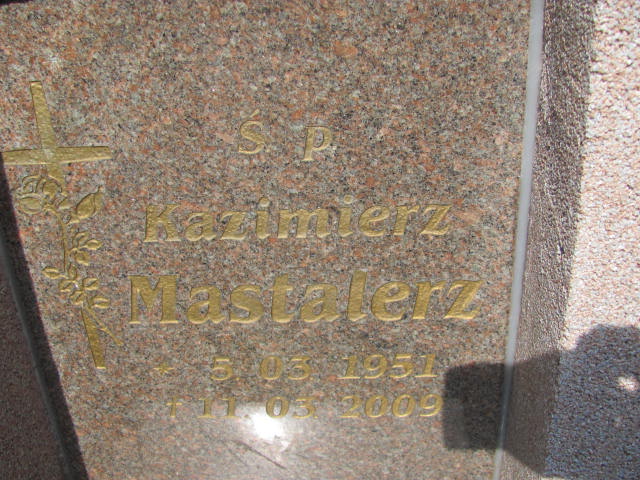 Ś. p.
Kazimierz
Mastalerz
* 5. 03. 1951
† 11. 03. 2009